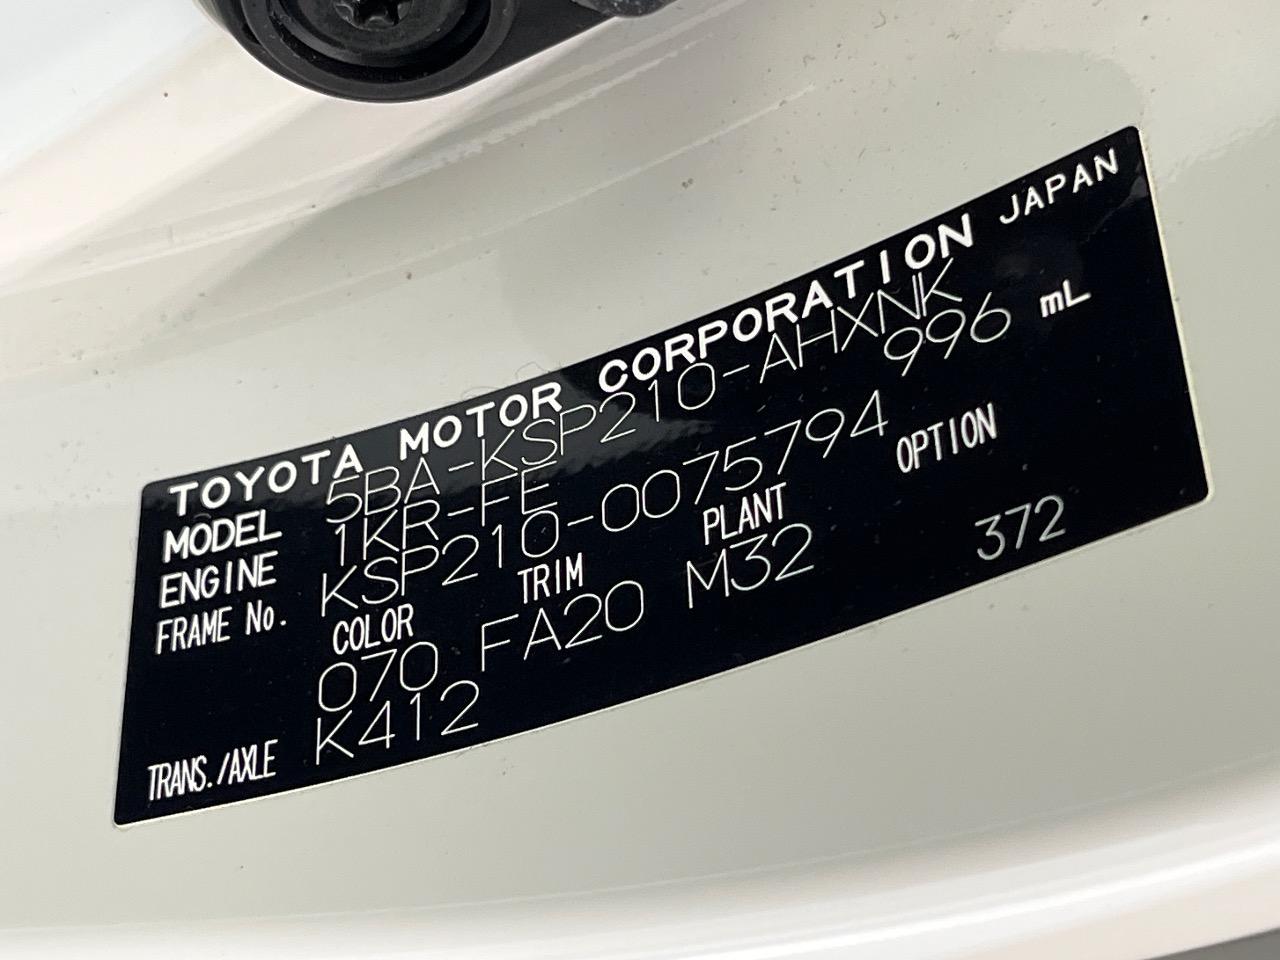 TOYOTA MOTOR CORPORATION JAPAN
MODEL 5BA-KSP210-AHXNK
ENGINE 1KR-FE 996 mL
FRAME No. KSP210-0075794
COLOR TRIM PLANT OPTION
070 FA20 M32 372
TRANS./AXLE K412